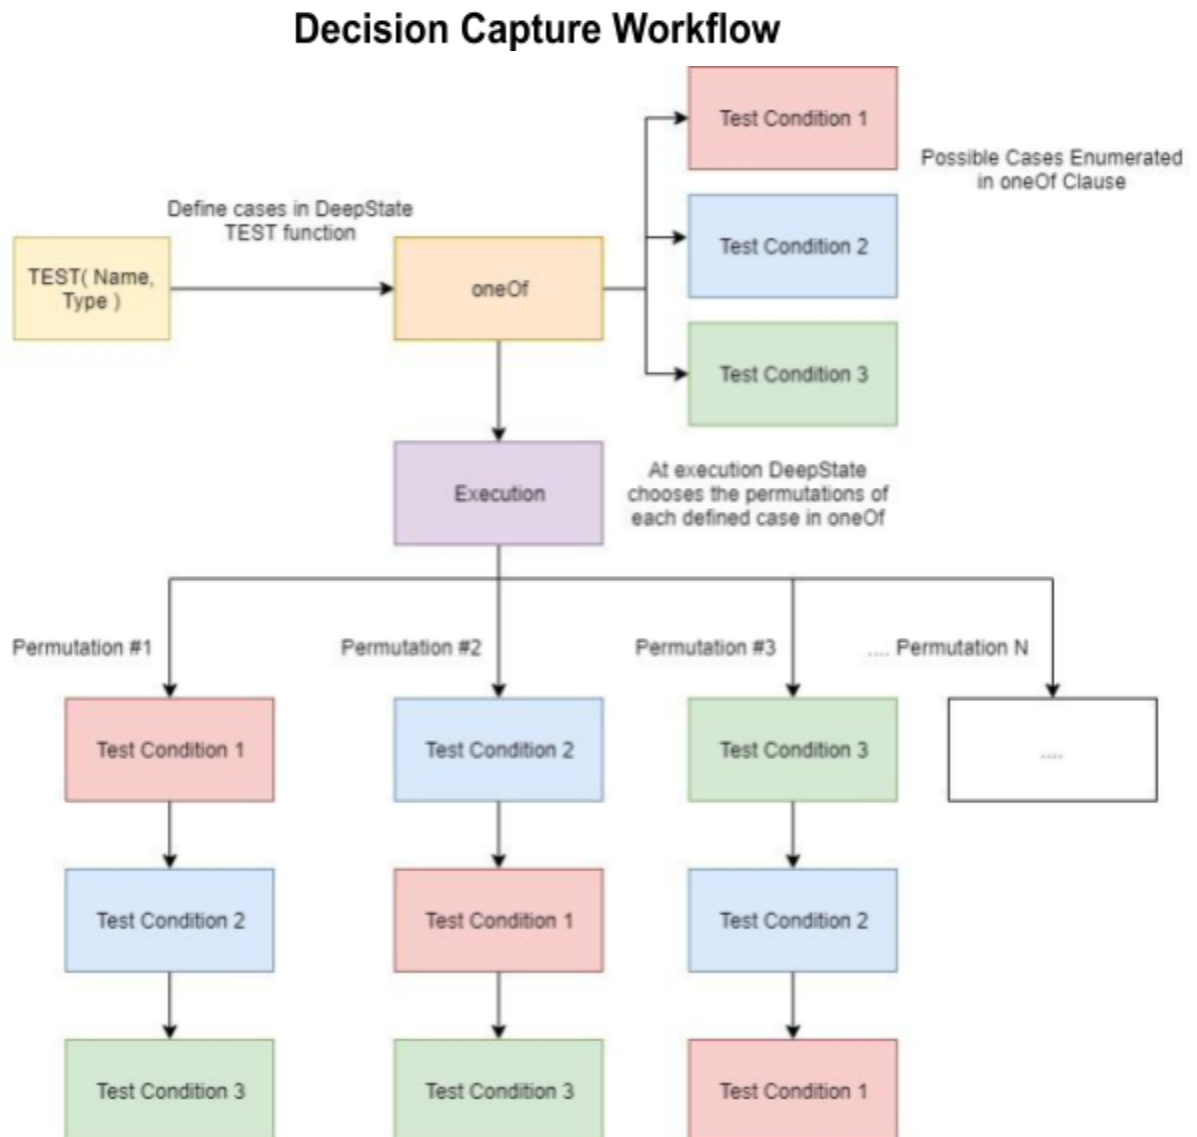 Decision Capture Workflow
Test Condition 1
Possible Cases Enumerated
in oneOf Clause
Define cases in DeepState
TEST function
Test Condition 2
TEST( Name,
Type )
oneOf
Test Condition 3
Execution
At execution DeepState
chooses the permutations of
each defined case in oneOf
Permutation #1
Permutation #2
Permutation #3
.... Permutation N
Test Condition 1
Test Condition 2
Test Condition 3
....
Test Condition 2
Test Condition 1
Test Condition 2
Test Condition 3
Test Condition 3
Test Condition 1